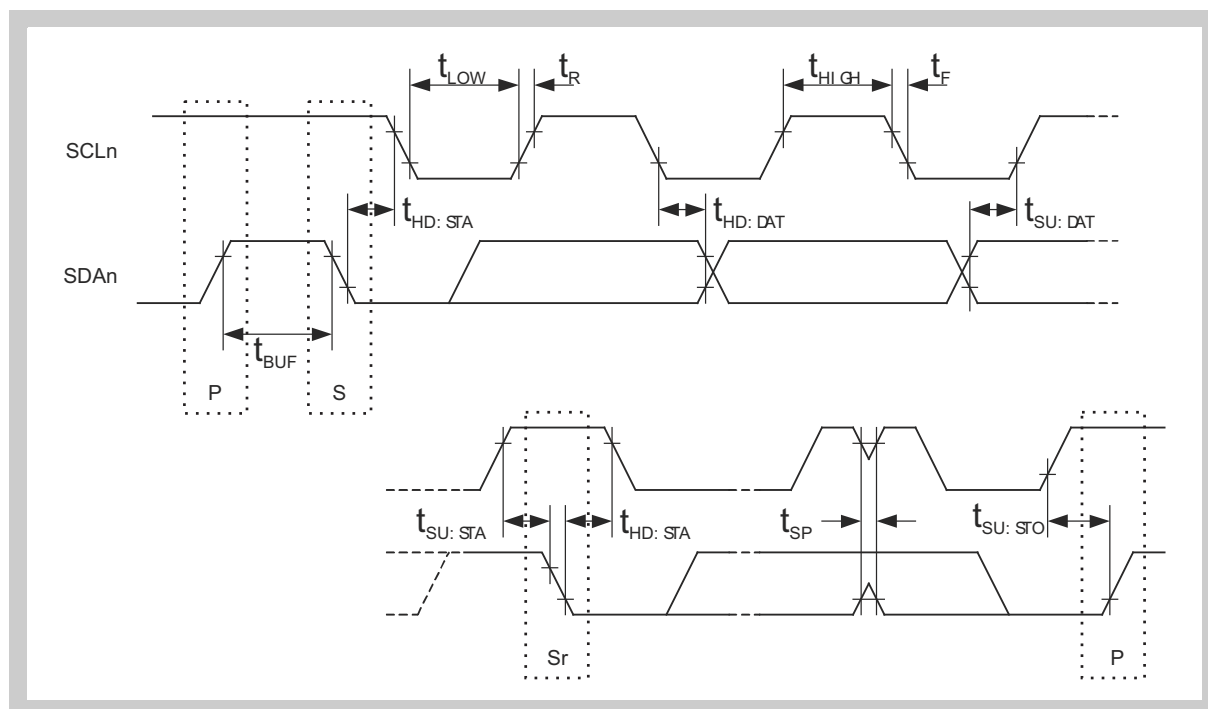 tLOW tR tHIGH tF
SCLn
tHD: STA tHD: DAT tSU: DAT
SDAn
tBUF
P S
tSU: STA tHD: STA tSP tSU: STO
Sr P